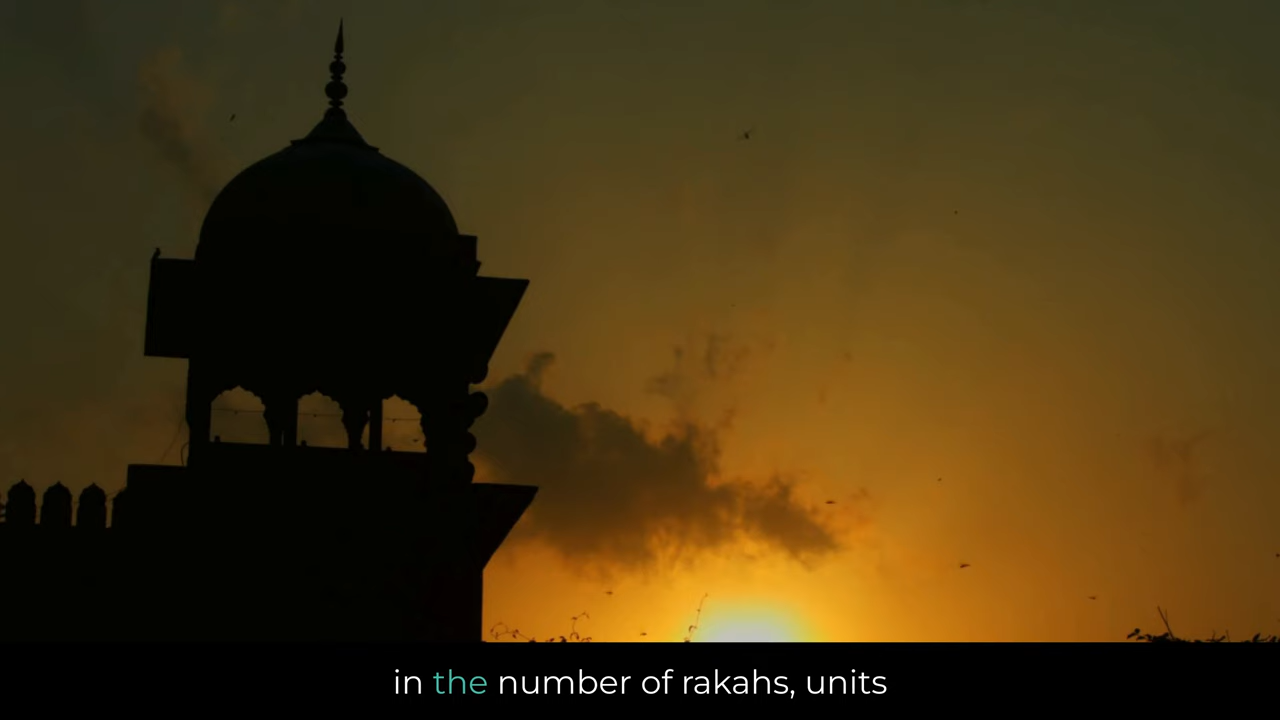 in the number of rakahs, units